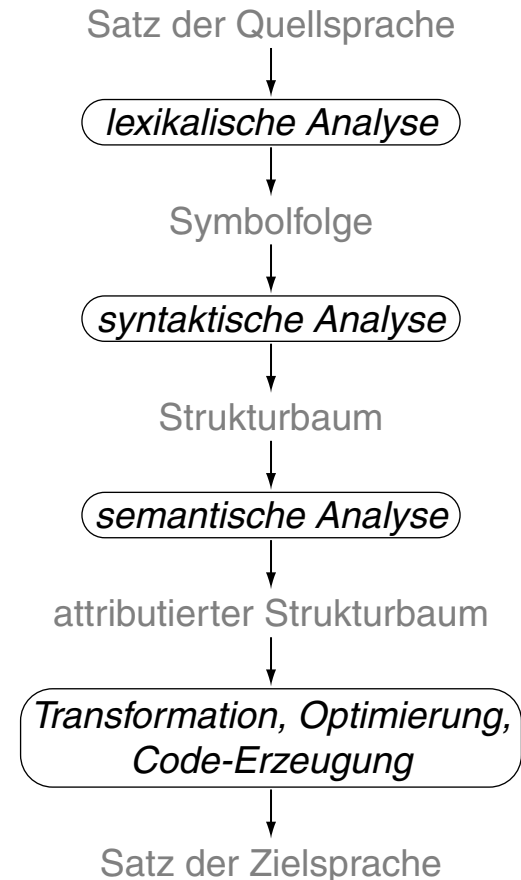 Satz der Quellsprache
lexikalische Analyse
Symbolfolge
syntaktische Analyse
Strukturbaum
semantische Analyse
attributierter Strukturbaum
Transformation, Optimierung,
Code-Erzeugung
Satz der Zielsprache